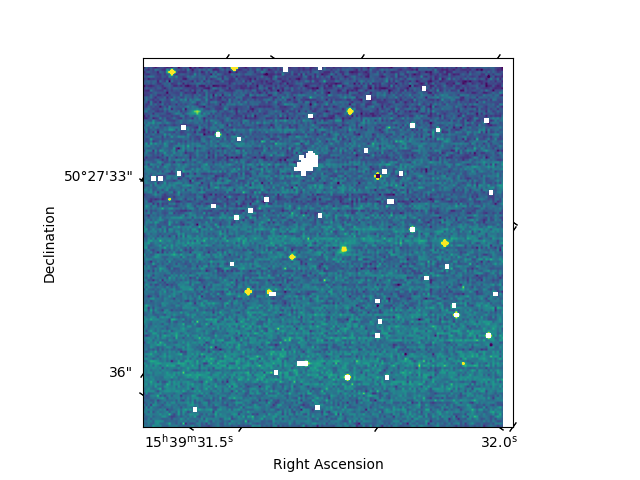 50°27'33"
Declination
36"
15ʰ39ᵐ31.5ˢ
32.0ˢ
Right Ascension